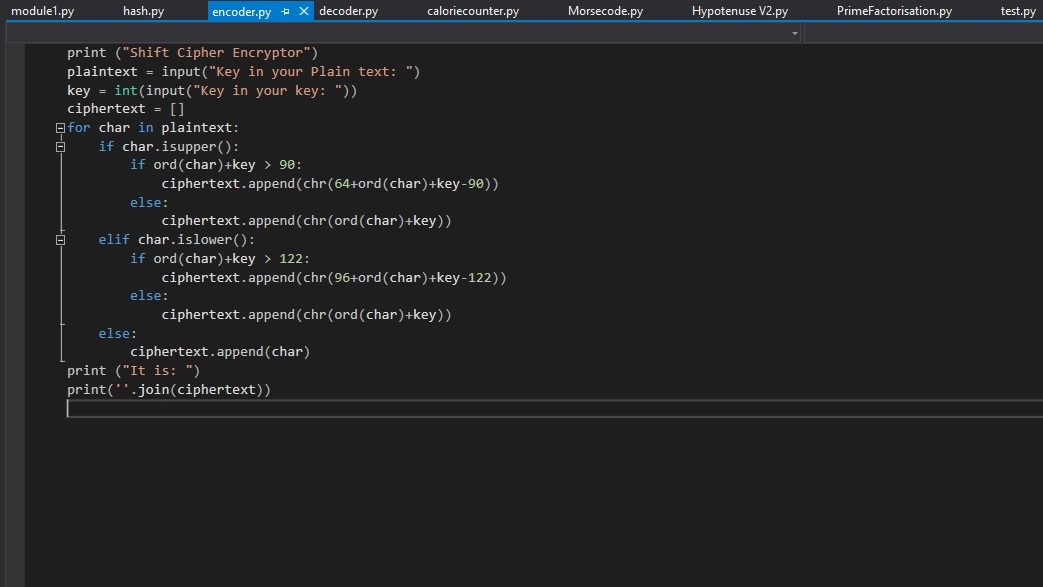 module1.py hash.py encoder.py decoder.py caloriecounter.py Morsecode.py Hypotenuse V2.py PrimeFactorisation.py test.py
print ("Shift Cipher Encryptor")
plaintext = input("Key in your Plain text: ")
key = int(input("Key in your key: "))
ciphertext = []
for char in plaintext:
    if char.isupper():
        if ord(char)+key > 90:
            ciphertext.append(chr(64+ord(char)+key-90))
        else:
            ciphertext.append(chr(ord(char)+key))
    elif char.islower():
        if ord(char)+key > 122:
            ciphertext.append(chr(96+ord(char)+key-122))
        else:
            ciphertext.append(chr(ord(char)+key))
    else:
        ciphertext.append(char)
print ("It is: ")
print(''.join(ciphertext))